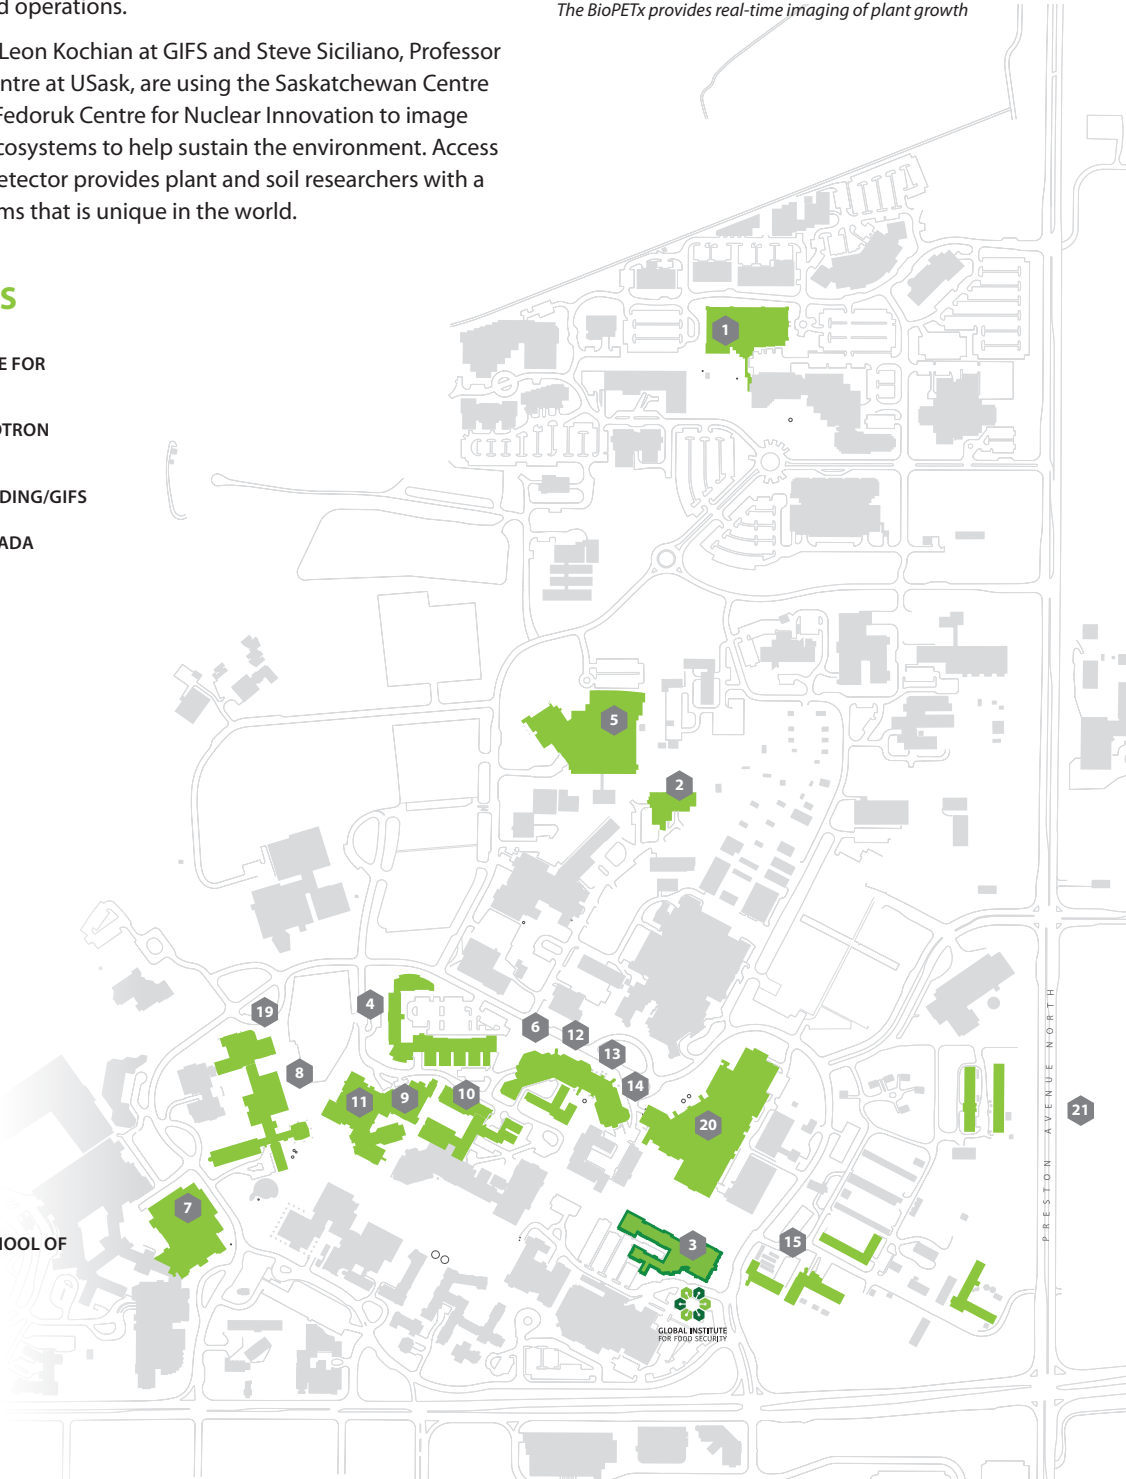 d operations.
Leon Kochian at GIFS and Steve Siciliano, Professor
ntre at USask, are using the Saskatchewan Centre
Fedoruk Centre for Nuclear Innovation to image
cosystems to help sustain the environment. Access
etector provides plant and soil researchers with a
ms that is unique in the world.
The BioPETx provides real-time imaging of plant growth
S
E FOR
OTRON
DING/GIFS
ADA
HOOL OF
1
5
2
4
19
6
12
13
8
14
11
9
10
20
21
7
3
15
PRESTON AVENUE NORTH
GLOBAL INSTITUTE
FOR FOOD SECURITY